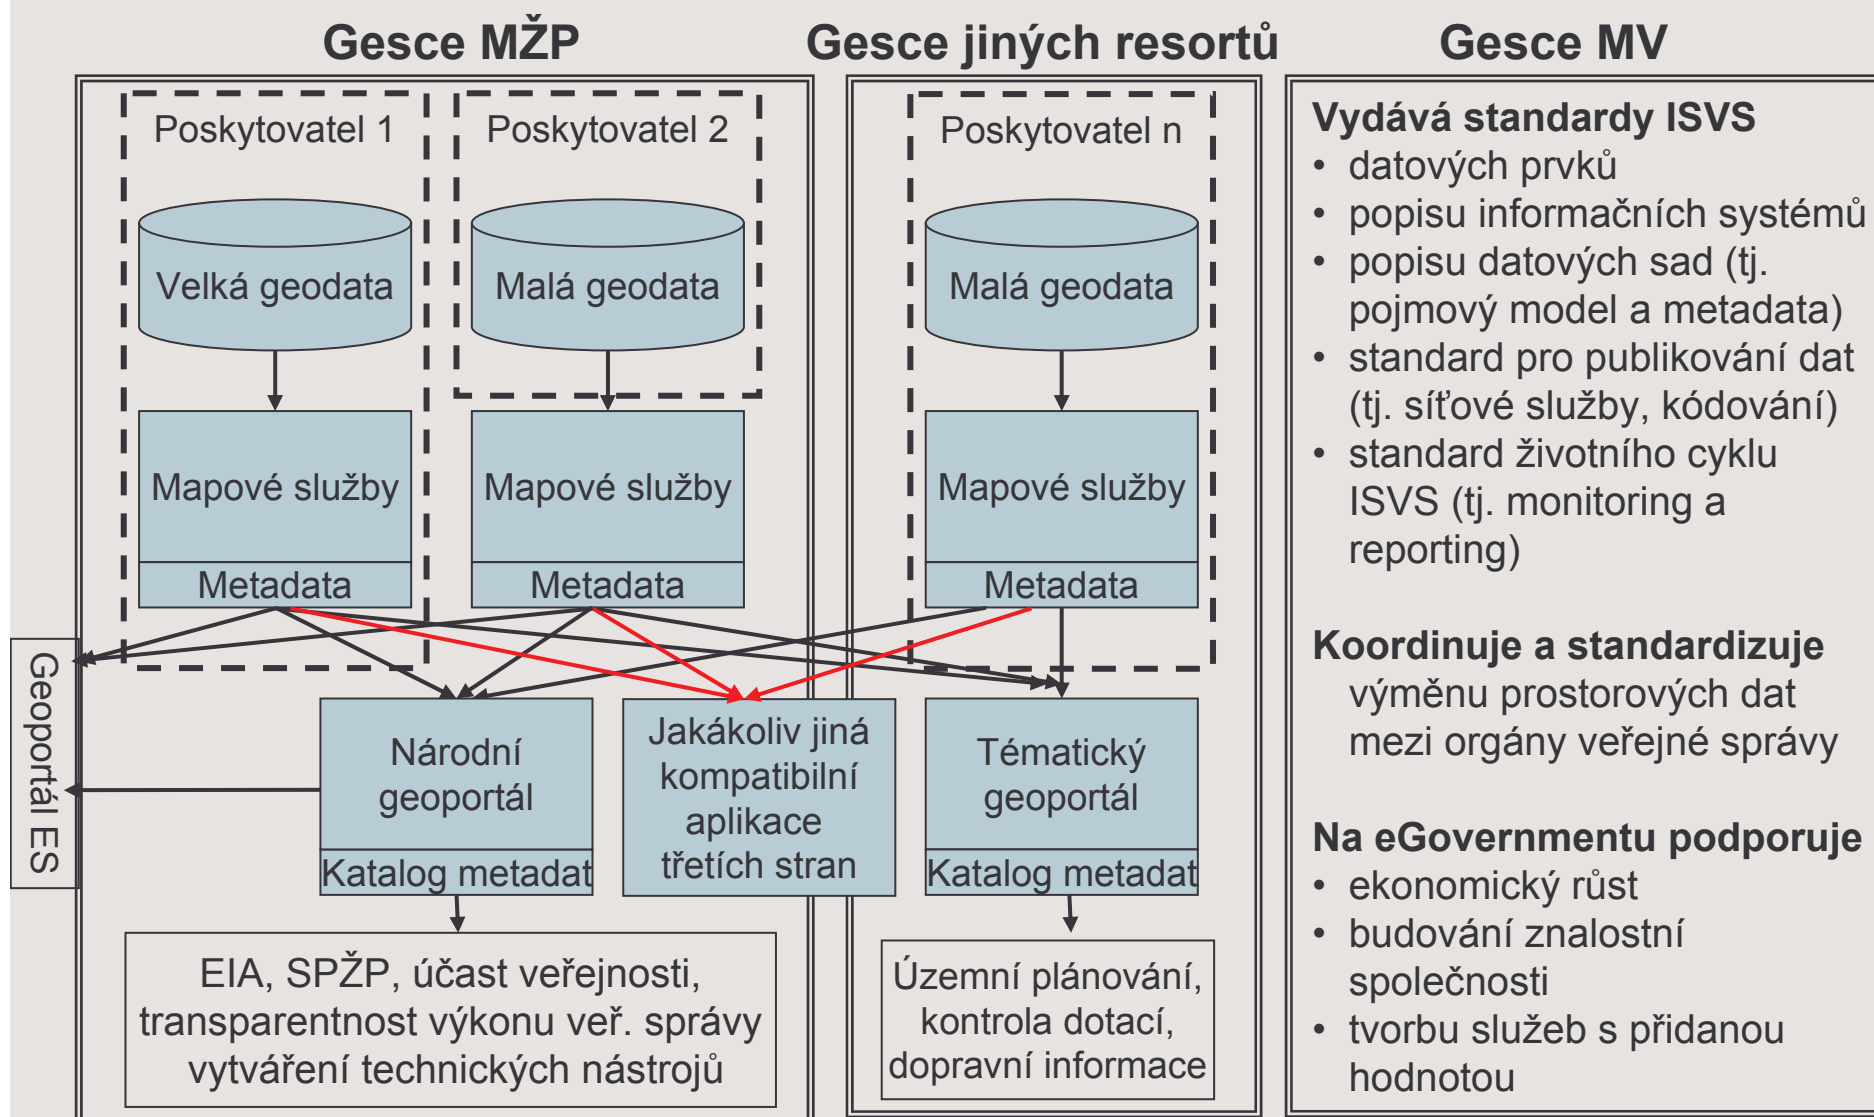 Gesce MŽP
Gesce jiných resortů
Gesce MV
Poskytovatel 1
Velká geodata
Mapové služby
Metadata
Poskytovatel 2
Malá geodata
Mapové služby
Metadata
Poskytovatel n
Malá geodata
Mapové služby
Metadata
Geoportál ES
Národní
geoportál
Katalog metadat
Jakákoliv jiná
kompatibilní
aplikace
třetích stran
Tématický
geoportál
Katalog metadat
EIA, SPŽP, účast veřejnosti,
transparentnost výkonu veř. správy
vytváření technických nástrojů
Územní plánování,
kontrola dotací,
dopravní informace
Vydává standardy ISVS
• datových prvků
• popisu informačních systémů
• popisu datových sad (tj.
pojmový model a metadata)
• standard pro publikování dat
(tj. síťové služby, kódování)
• standard životního cyklu
ISVS (tj. monitoring a
reporting)
Koordinuje a standardizuje
výměnu prostorových dat
mezi orgány veřejné správy
Na eGovernmentu podporuje
• ekonomický růst
• budování znalostní
společnosti
• tvorbu služeb s přidanou
hodnotou